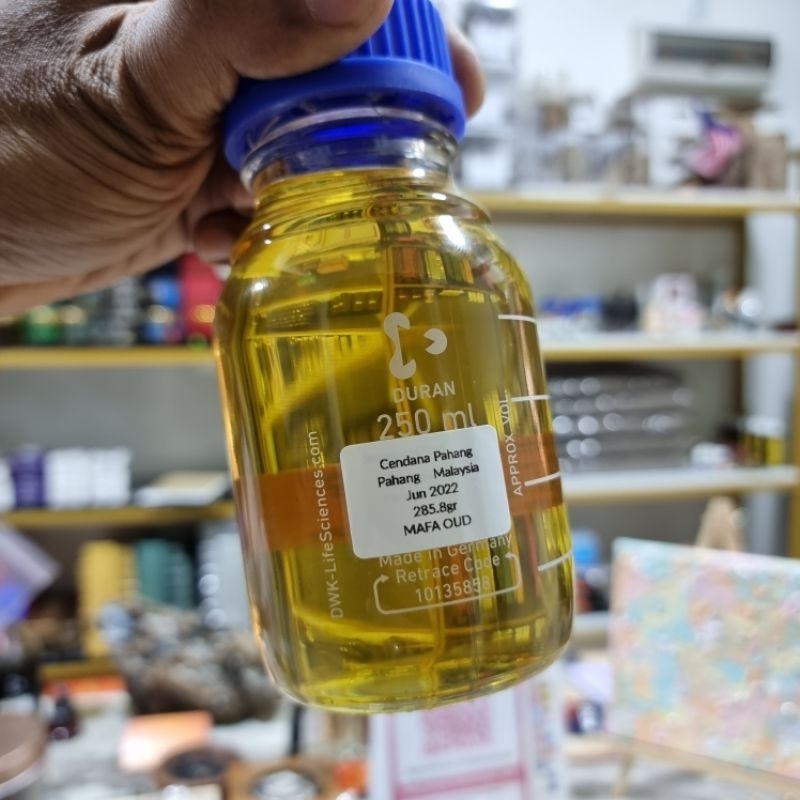 DURAN
250 ml
APPROX. VOL.
DWK-LifeSciences.com
Cendana Pahang
Pahang Malaysia
Jun 2022
285.8gr
MAFA OUD
Made in Germany
Retrace Code
10135858